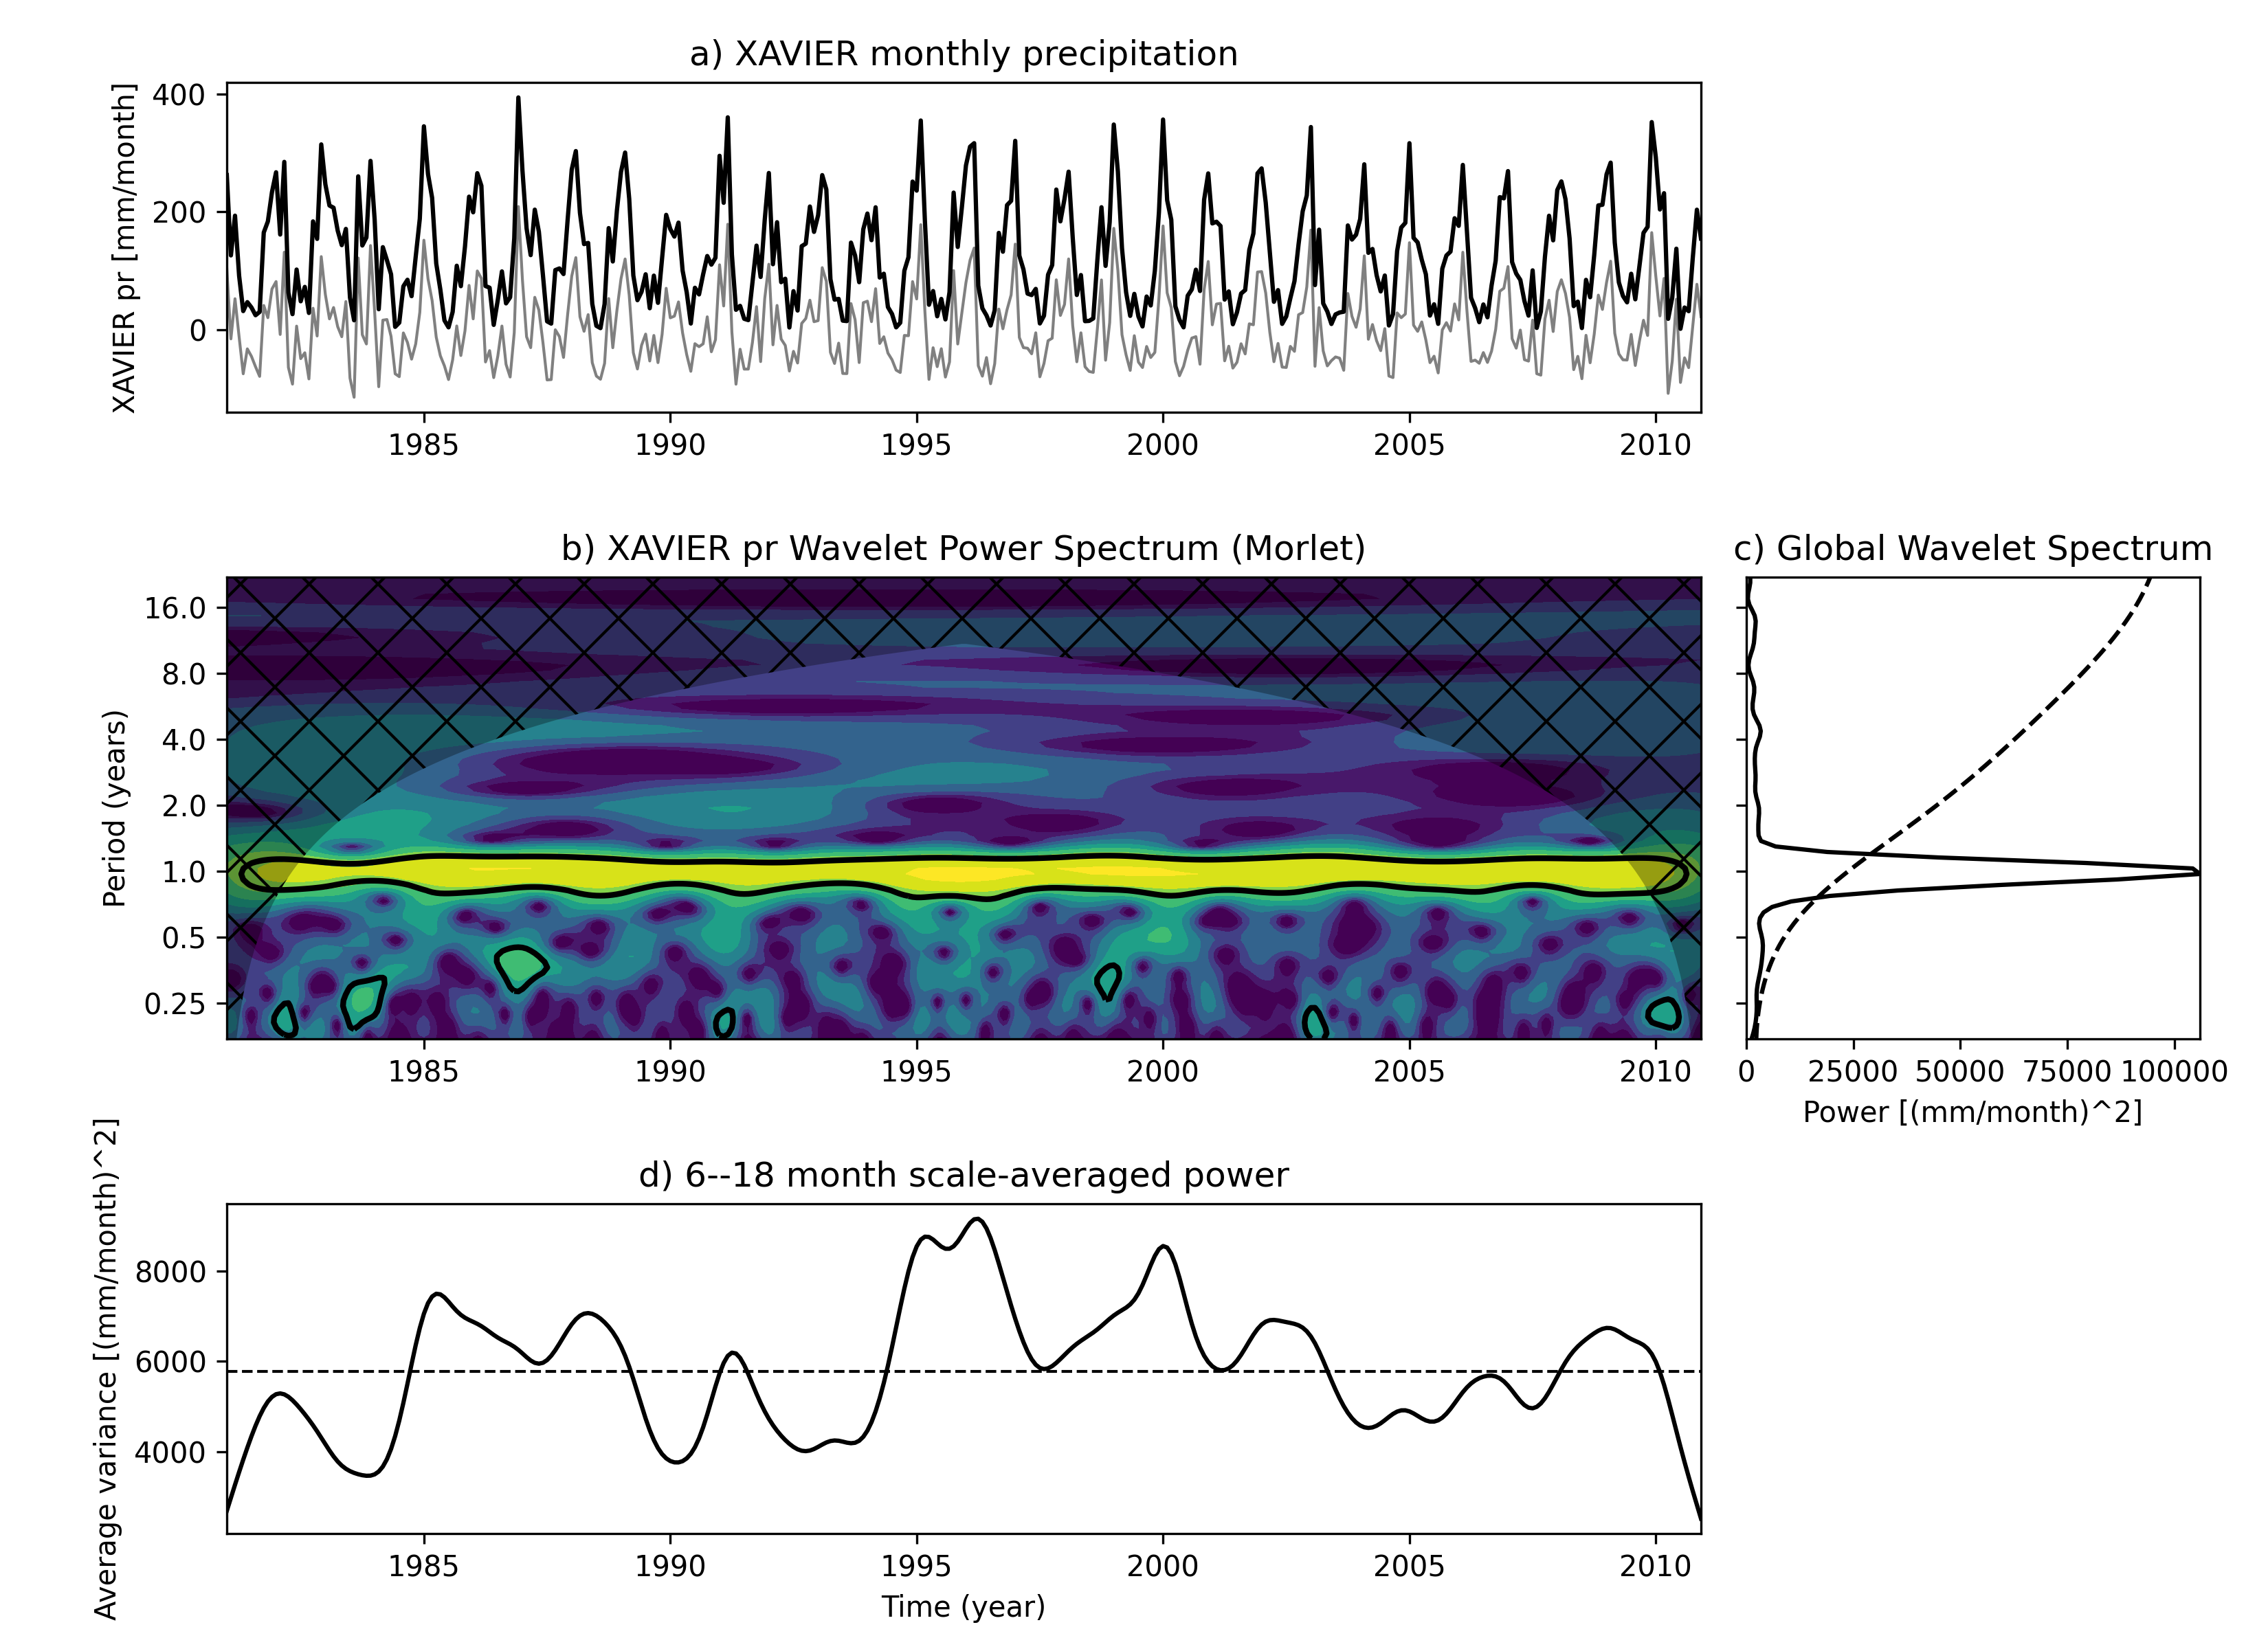 a) XAVIER monthly precipitation
XAVIER pr [mm/month]
400
200
0
1985 1990 1995 2000 2005 2010
b) XAVIER pr Wavelet Power Spectrum (Morlet)
Period (years)
16.0
8.0
4.0
2.0
1.0
0.5
0.25
1985 1990 1995 2000 2005 2010
c) Global Wavelet Spectrum
0 25000 50000 75000 100000
Power [(mm/month)^2]
d) 6--18 month scale-averaged power
Average variance [(mm/month)^2]
8000
6000
4000
1985 1990 1995 2000 2005 2010
Time (year)